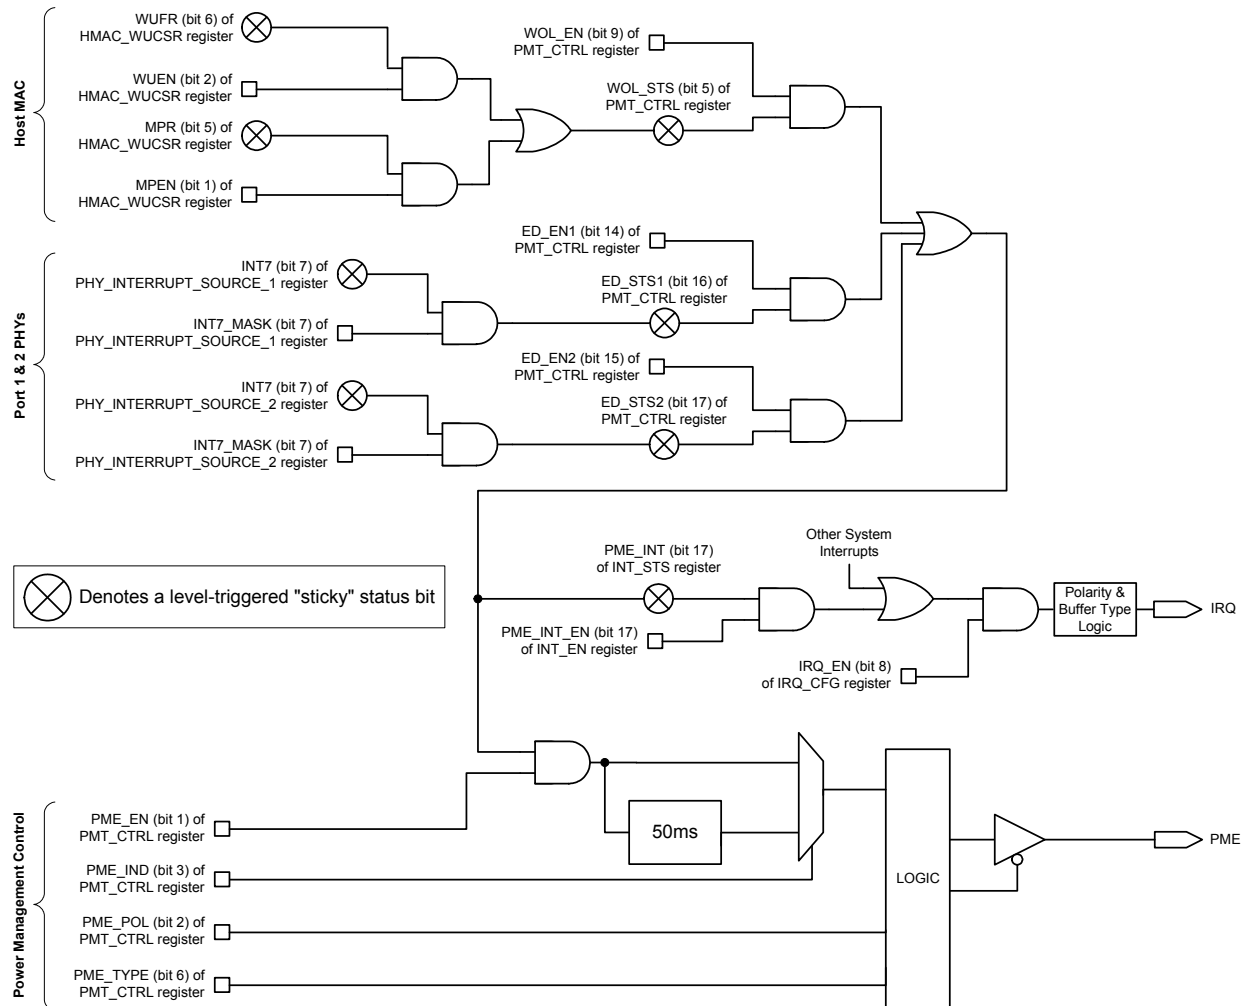 Host MAC
WUFR (bit 6) of
HMAC_WUCSR register
WUEN (bit 2) of
HMAC_WUCSR register
MPR (bit 5) of
HMAC_WUCSR register
MPEN (bit 1) of
HMAC_WUCSR register
WOL_EN (bit 9) of
PMT_CTRL register
WOL_STS (bit 5) of
PMT_CTRL register
Port 1 & 2 PHYs
INT7 (bit 7) of
PHY_INTERRUPT_SOURCE_1 register
INT7_MASK (bit 7) of
PHY_INTERRUPT_SOURCE_1 register
INT7 (bit 7) of
PHY_INTERRUPT_SOURCE_2 register
INT7_MASK (bit 7) of
PHY_INTERRUPT_SOURCE_2 register
ED_EN1 (bit 14) of
PMT_CTRL register
ED_STS1 (bit 16) of
PMT_CTRL register
ED_EN2 (bit 15) of
PMT_CTRL register
ED_STS2 (bit 17) of
PMT_CTRL register
Denotes a level-triggered "sticky" status bit
PME_INT (bit 17)
of INT_STS register
PME_INT_EN (bit 17)
of INT_EN register
Other System
Interrupts
IRQ_EN (bit 8)
of IRQ_CFG register
Polarity &
Buffer Type
Logic
IRQ
Power Management Control
PME_EN (bit 1) of
PMT_CTRL register
PME_IND (bit 3) of
PMT_CTRL register
PME_POL (bit 2) of
PMT_CTRL register
PME_TYPE (bit 6) of
PMT_CTRL register
50ms
LOGIC
PME